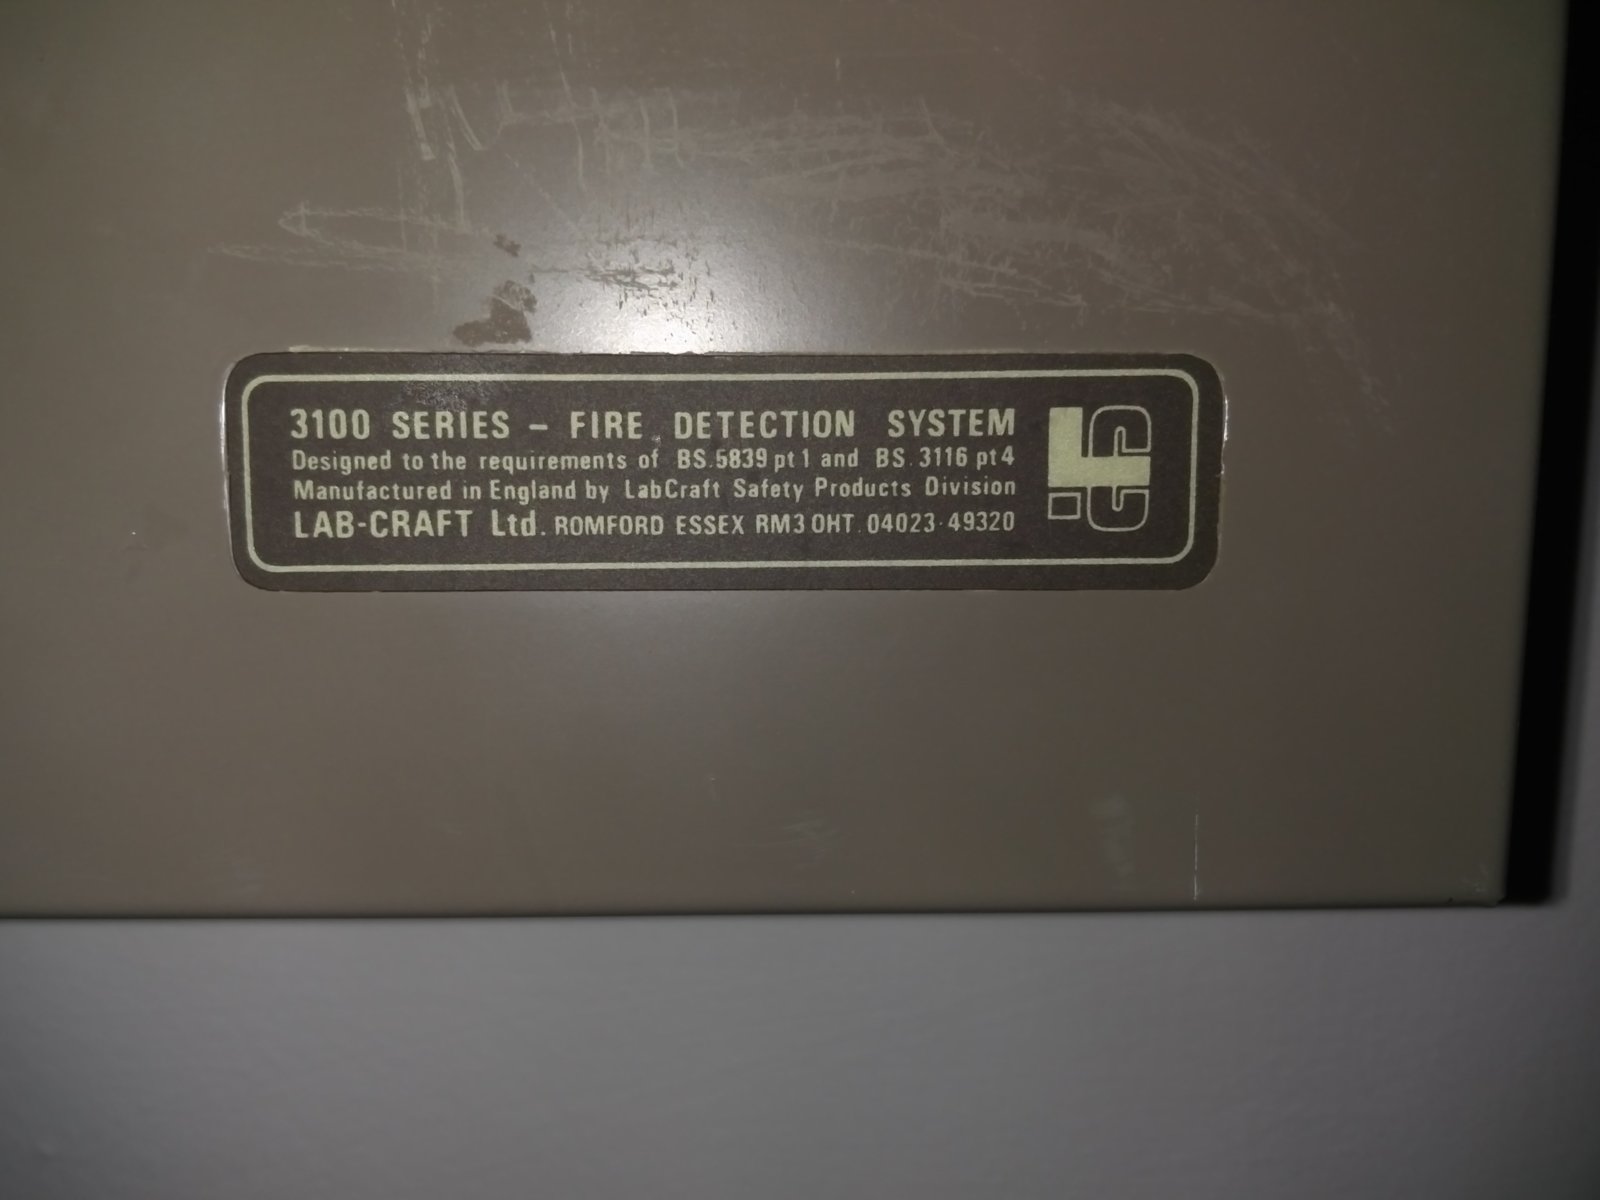 3100 SERIES - FIRE DETECTION SYSTEM
Designed to the requirements of BS.5839 pt 1 and BS. 3116 pt 4
Manufactured in England by LabCraft Safety Products Division
LAB-CRAFT Ltd. ROMFORD ESSEX RM3 0HT. 04023·49320